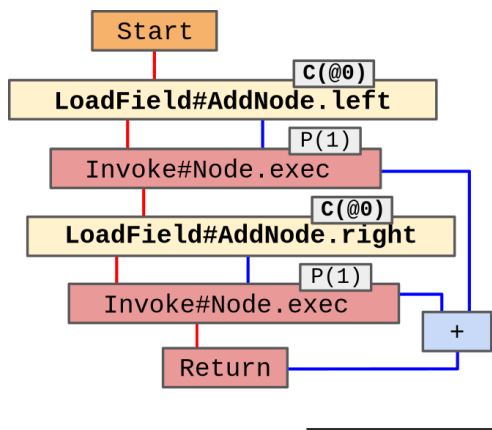 Start
C(@0)
LoadField#AddNode.left
P(1)
Invoke#Node.exec
C(@0)
LoadField#AddNode.right
P(1)
Invoke#Node.exec
+
Return